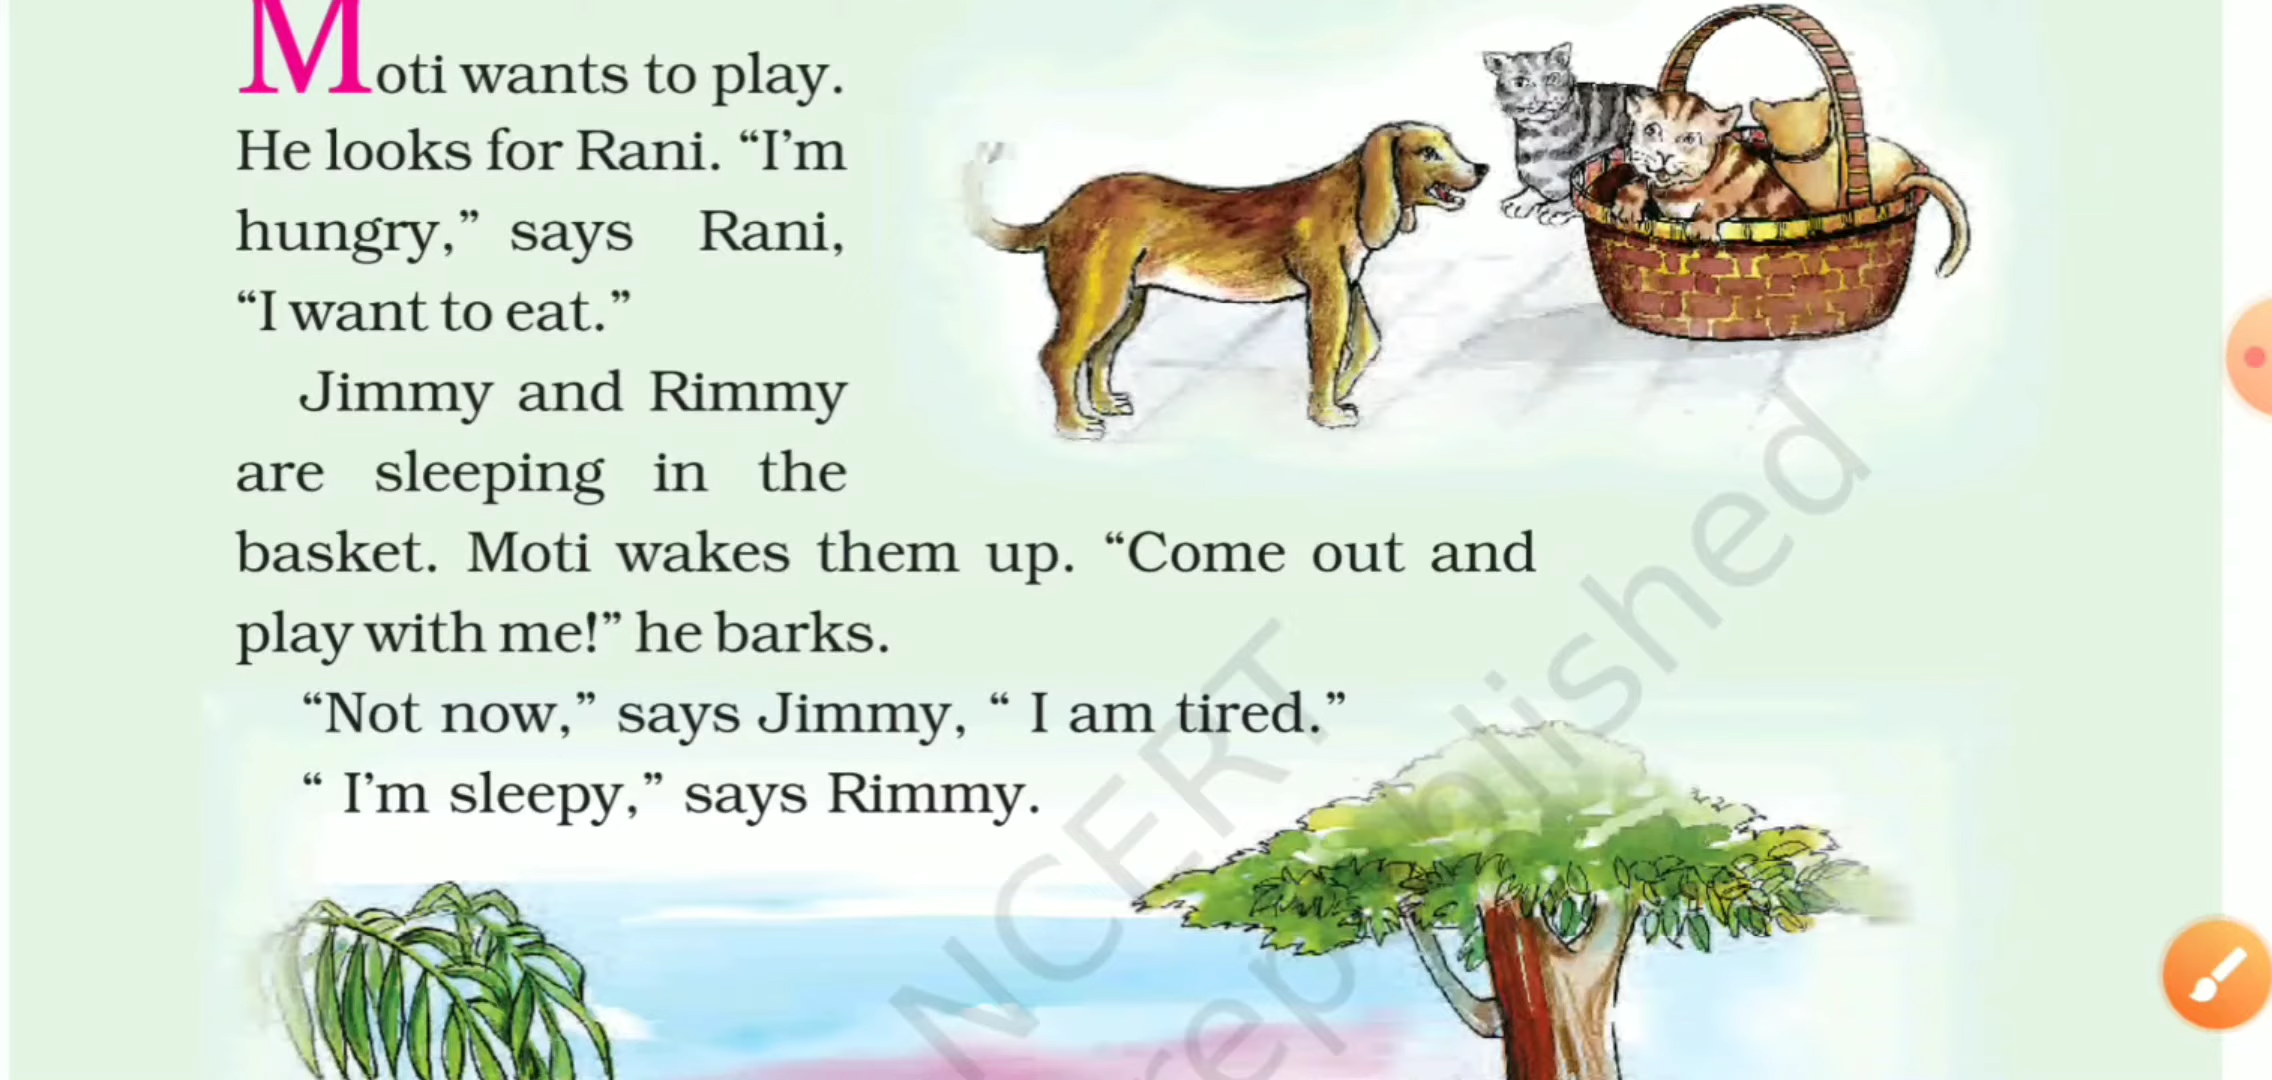 Moti wants to play.
He looks for Rani. “I’m
hungry,” says Rani,
“I want to eat.”
Jimmy and Rimmy
are sleeping in the
basket. Moti wakes them up. “Come out and
play with me!” he barks.
“Not now,” says Jimmy, “ I am tired.”
“ I’m sleepy,” says Rimmy.
NCERT
republished